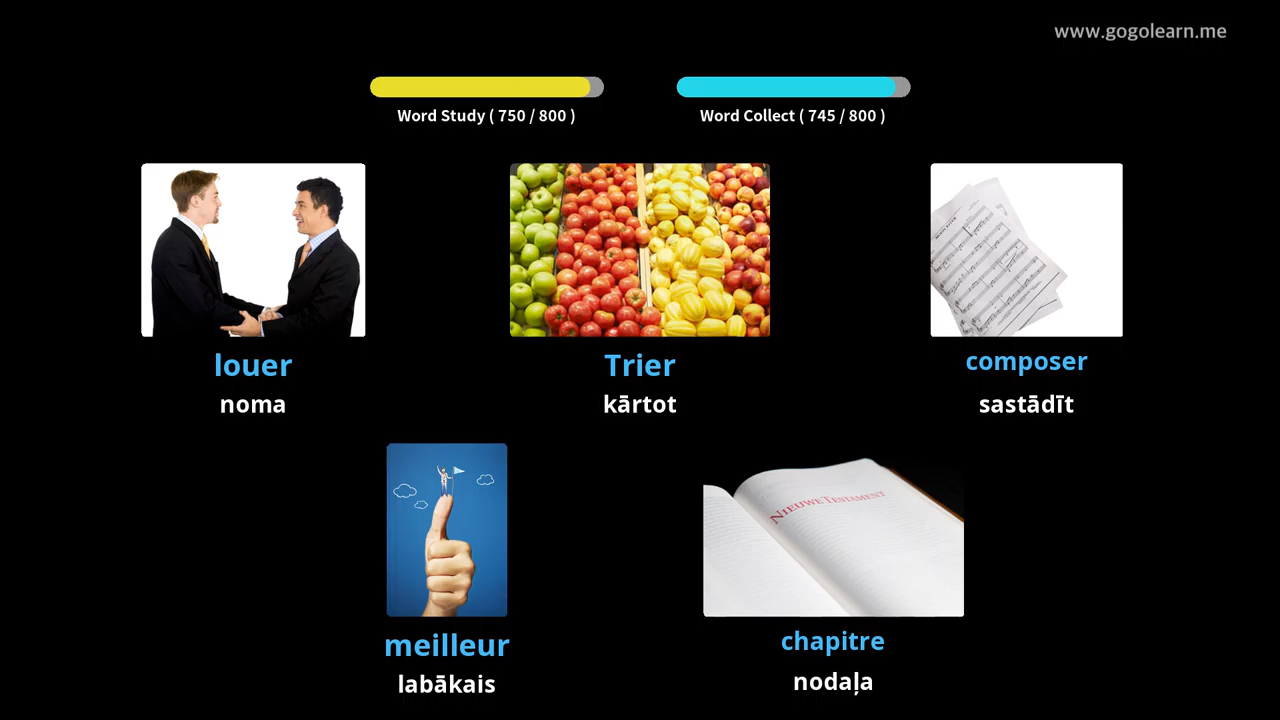 www.gogolearn.me
Word Study ( 750 / 800 )
Word Collect ( 745 / 800 )
louer
noma
Trier
kārtot
composer
sastādīt
NIEUWE TESTAMENT
meilleur
labākais
chapitre
nodaļa